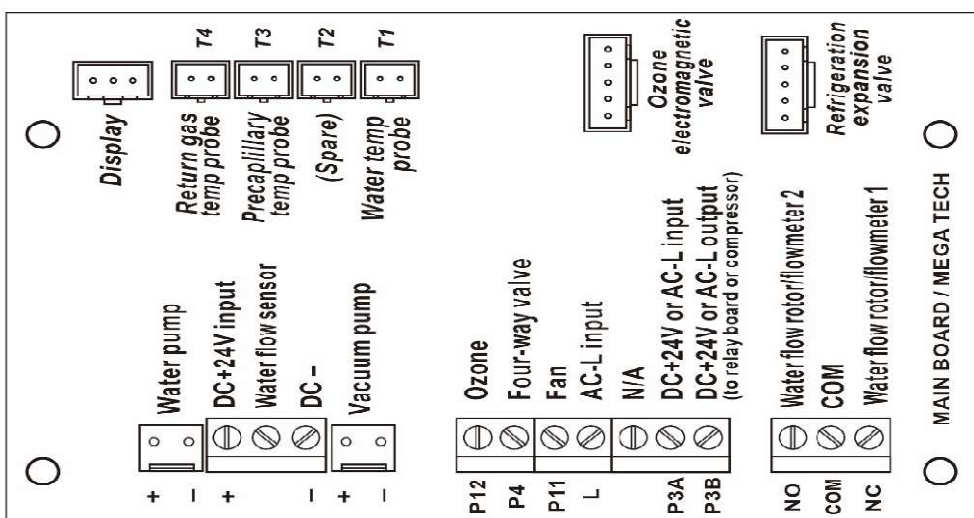 T4
T3
T2
T1
Display
Return gas
temp probe
Precaplillary
temp probe
(Spare)
Water temp
probe
Ozone
electromagnetic
valve
Refrigeration
expansion
valve
Water pump
DC+24V input
Water flow sensor
DC -
Vacuum pump
+
-
+
-
+
-
Ozone
Four-way valve
Fan
AC-L input
N/A
DC+24V or AC-L input
DC+24V or AC-L output
(to relay board or compressor)
P12
P4
P11
L
P3A
P3B
Water flow rotor/flowmeter 2
COM
Water flow rotor/flowmeter 1
NO
COM
NC
MAIN BOARD / MEGA TECH